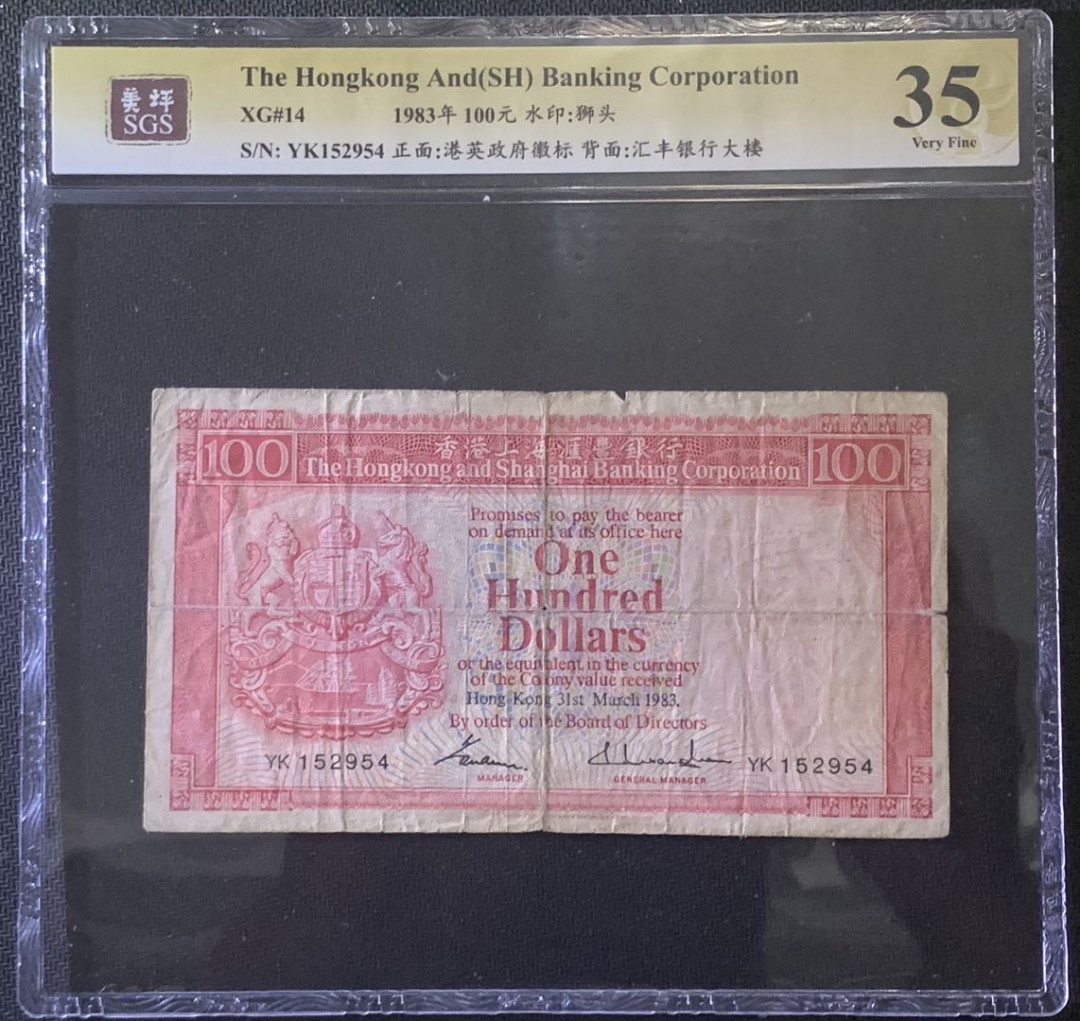 美评
SGS
The Hongkong And(SH) Banking Corporation
XG#14 1983年 100元 水印:狮头
S/N: YK152954 正面:港英政府徽标 背面:汇丰银行大楼
35
Very Fine
香港上海滙豐銀行
100 The Hongkong and Shanghai Banking Corporation 100
Promises to pay the bearer
on demand at its office here
One
Hundred
Dollars
or the equivalent in the currency
of the Colony value received
Hong Kong 31st March 1983.
By order of the Board of Directors
YK 152954
MANAGER
GENERAL MANAGER
YK 152954